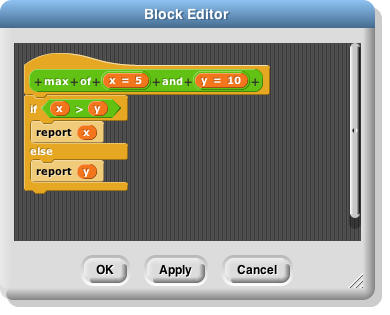 Block Editor
+ max + of + x = 5 + and + y = 10 +
if x > y
report x
else
report y
OK Apply Cancel